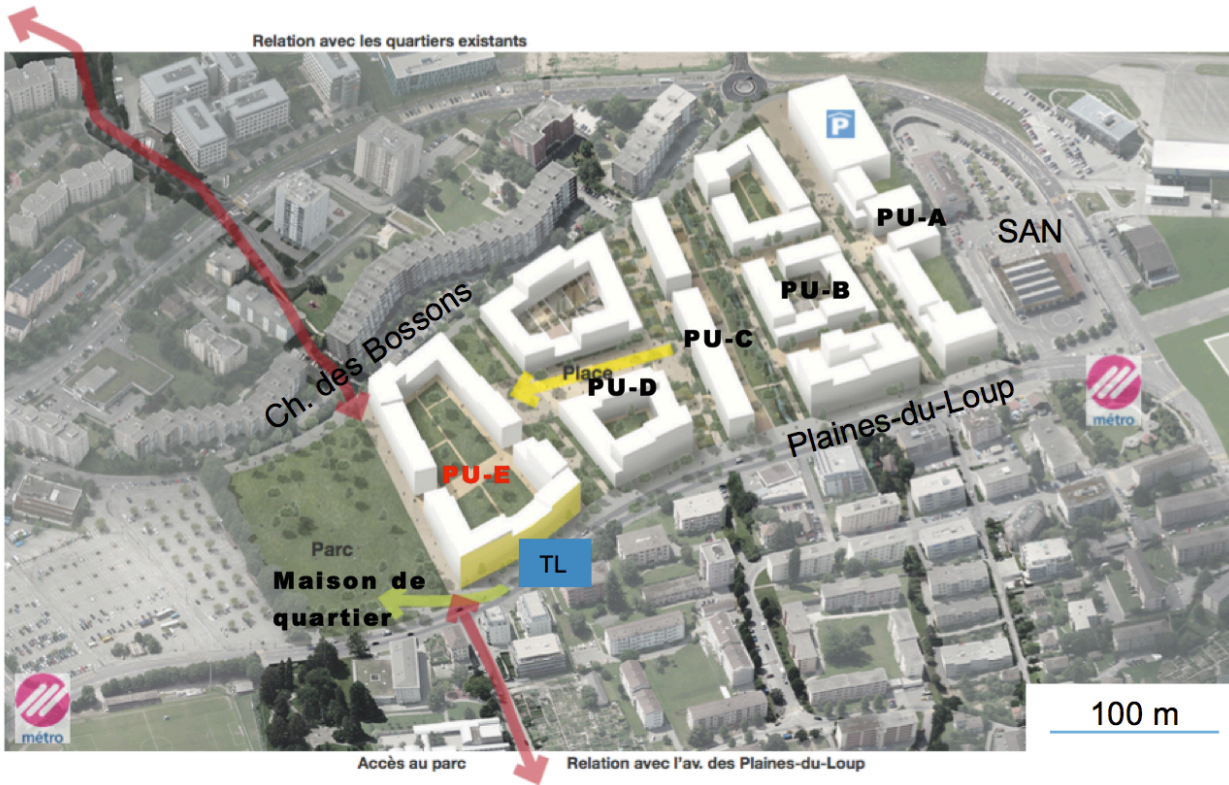 Relation avec les quartiers existants
P
PU-A
SAN
PU-B
Ch. des Bossons
PU-C
Place
PU-D
métro
Plaines-du-Loup
PU-E
Parc
TL
Maison de
quartier
métro
100 m
Accès au parc
Relation avec l'av. des Plaines-du-Loup